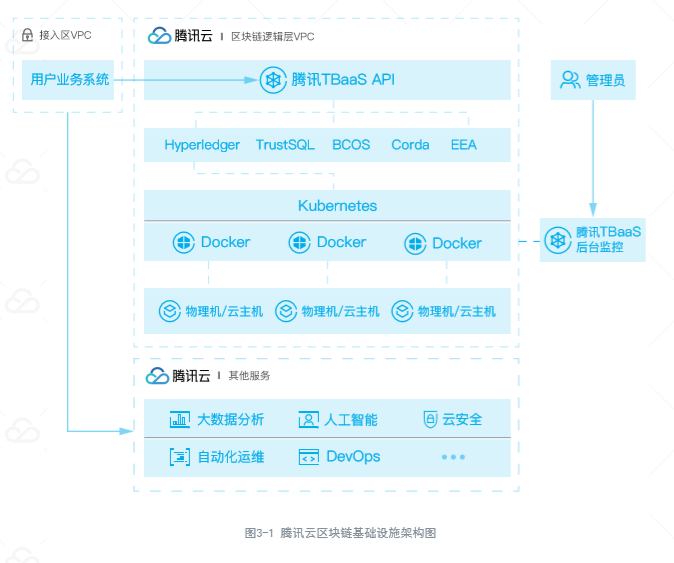 接入区VPC
腾讯云 | 区块链逻辑层VPC
用户业务系统
腾讯TBaaS API
管理员
Hyperledger TrustSQL BCOS Corda EEA
Kubernetes
Docker Docker Docker
腾讯TBaaS
后台监控
物理机/云主机 物理机/云主机 物理机/云主机
腾讯云 | 其他服务
大数据分析 人工智能 云安全
自动化运维 DevOps •••
图3-1 腾讯云区块链基础设施架构图